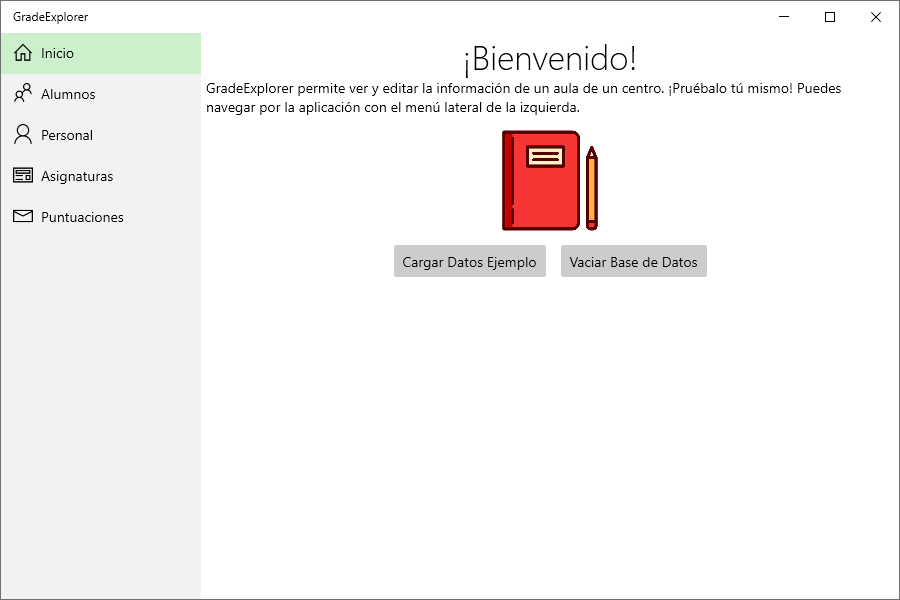 GradeExplorer
Inicio
Alumnos
Personal
Asignaturas
Puntuaciones
¡Bienvenido!
GradeExplorer permite ver y editar la información de un aula de un centro. ¡Pruébalo tú mismo! Puedes
navegar por la aplicación con el menú lateral de la izquierda.
Cargar Datos Ejemplo
Vaciar Base de Datos